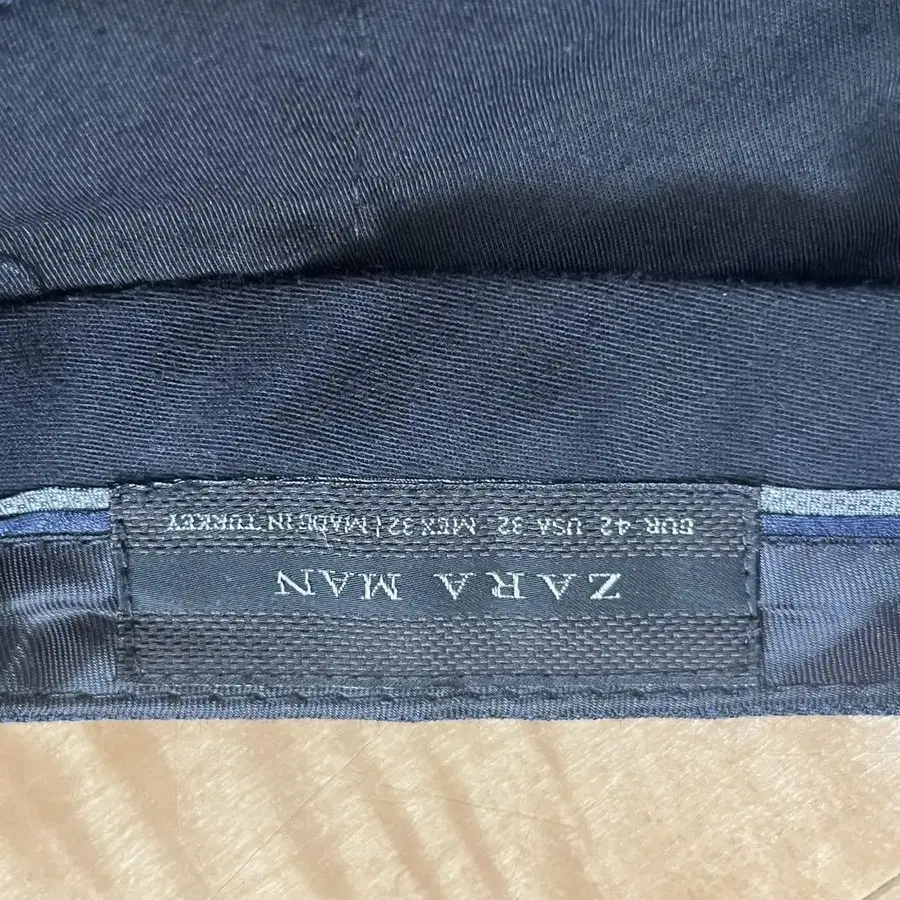 ZARA MAN
EUR 42 USA 32 MEX 32 | MADE IN TURKEY